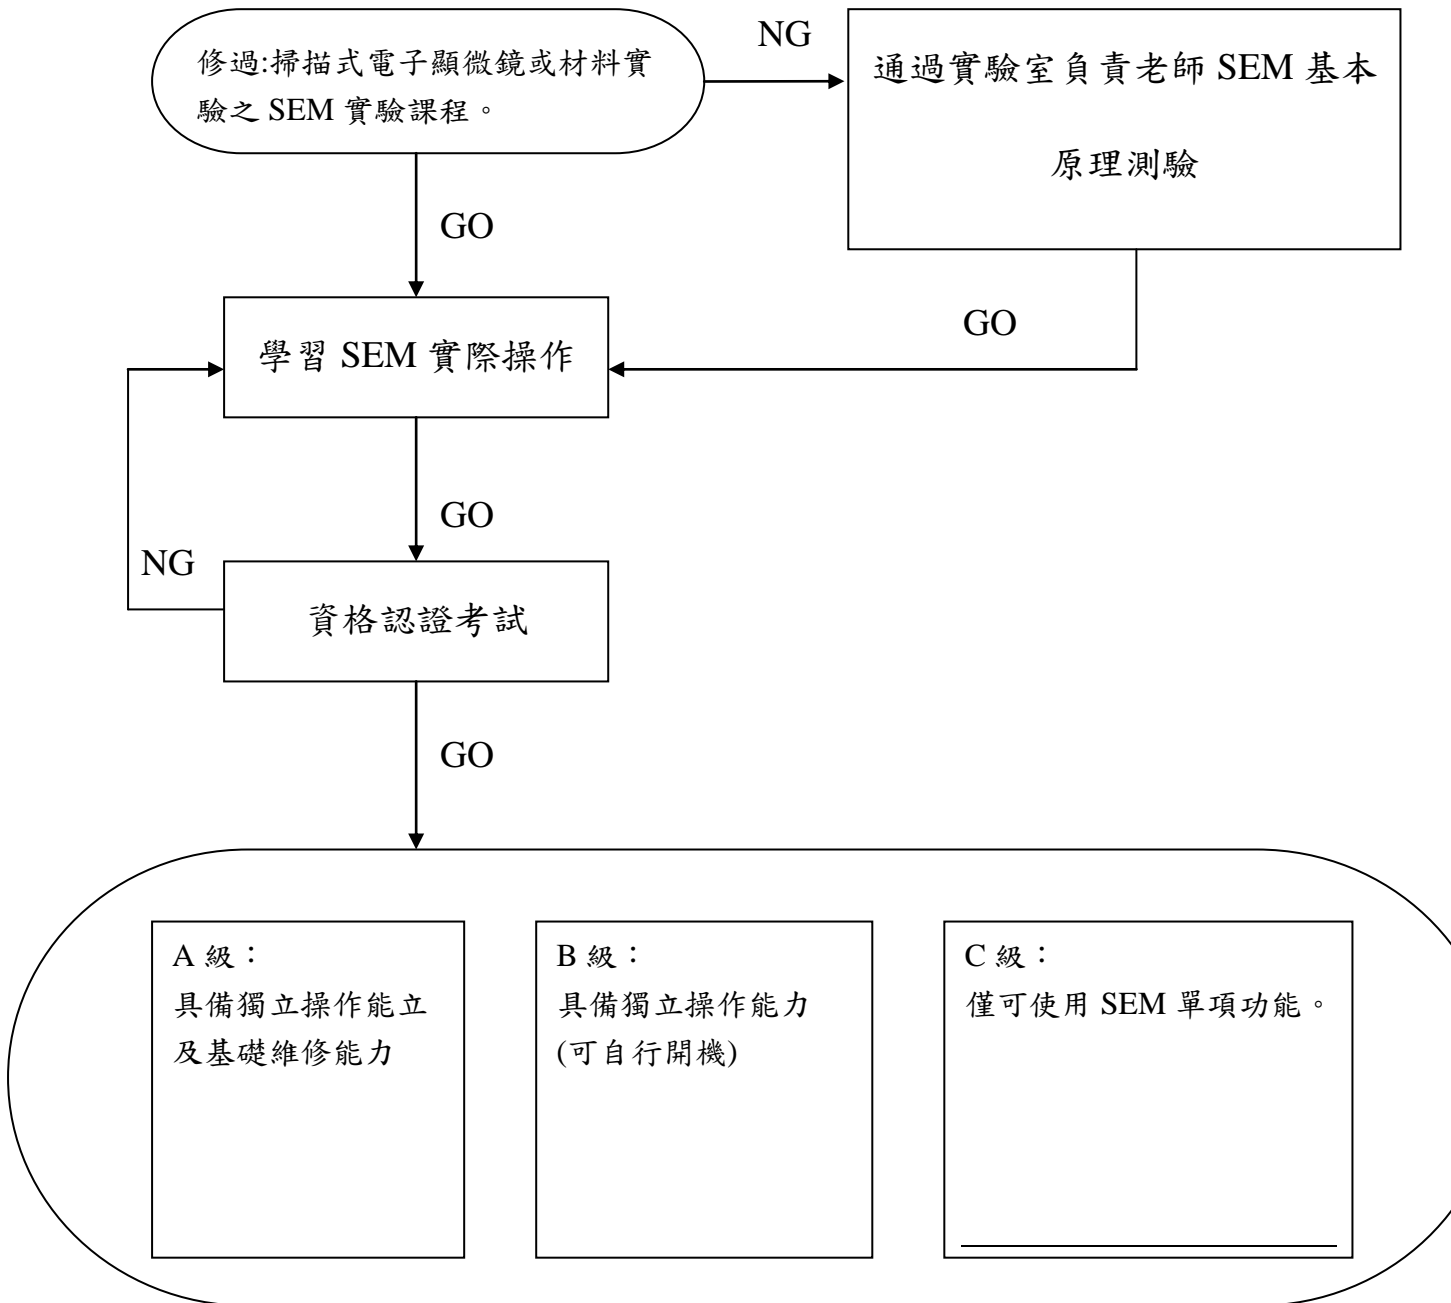 修過:掃描式電子顯微鏡或材料實
驗之 SEM 實驗課程。
NG
通過實驗室負責老師 SEM 基本
原理測驗
GO
GO
學習 SEM 實際操作
GO
NG
資格認證考試
GO
A 級：
具備獨立操作能立
及基礎維修能力
B 級：
具備獨立操作能力
(可自行開機)
C 級：
僅可使用 SEM 單項功能。